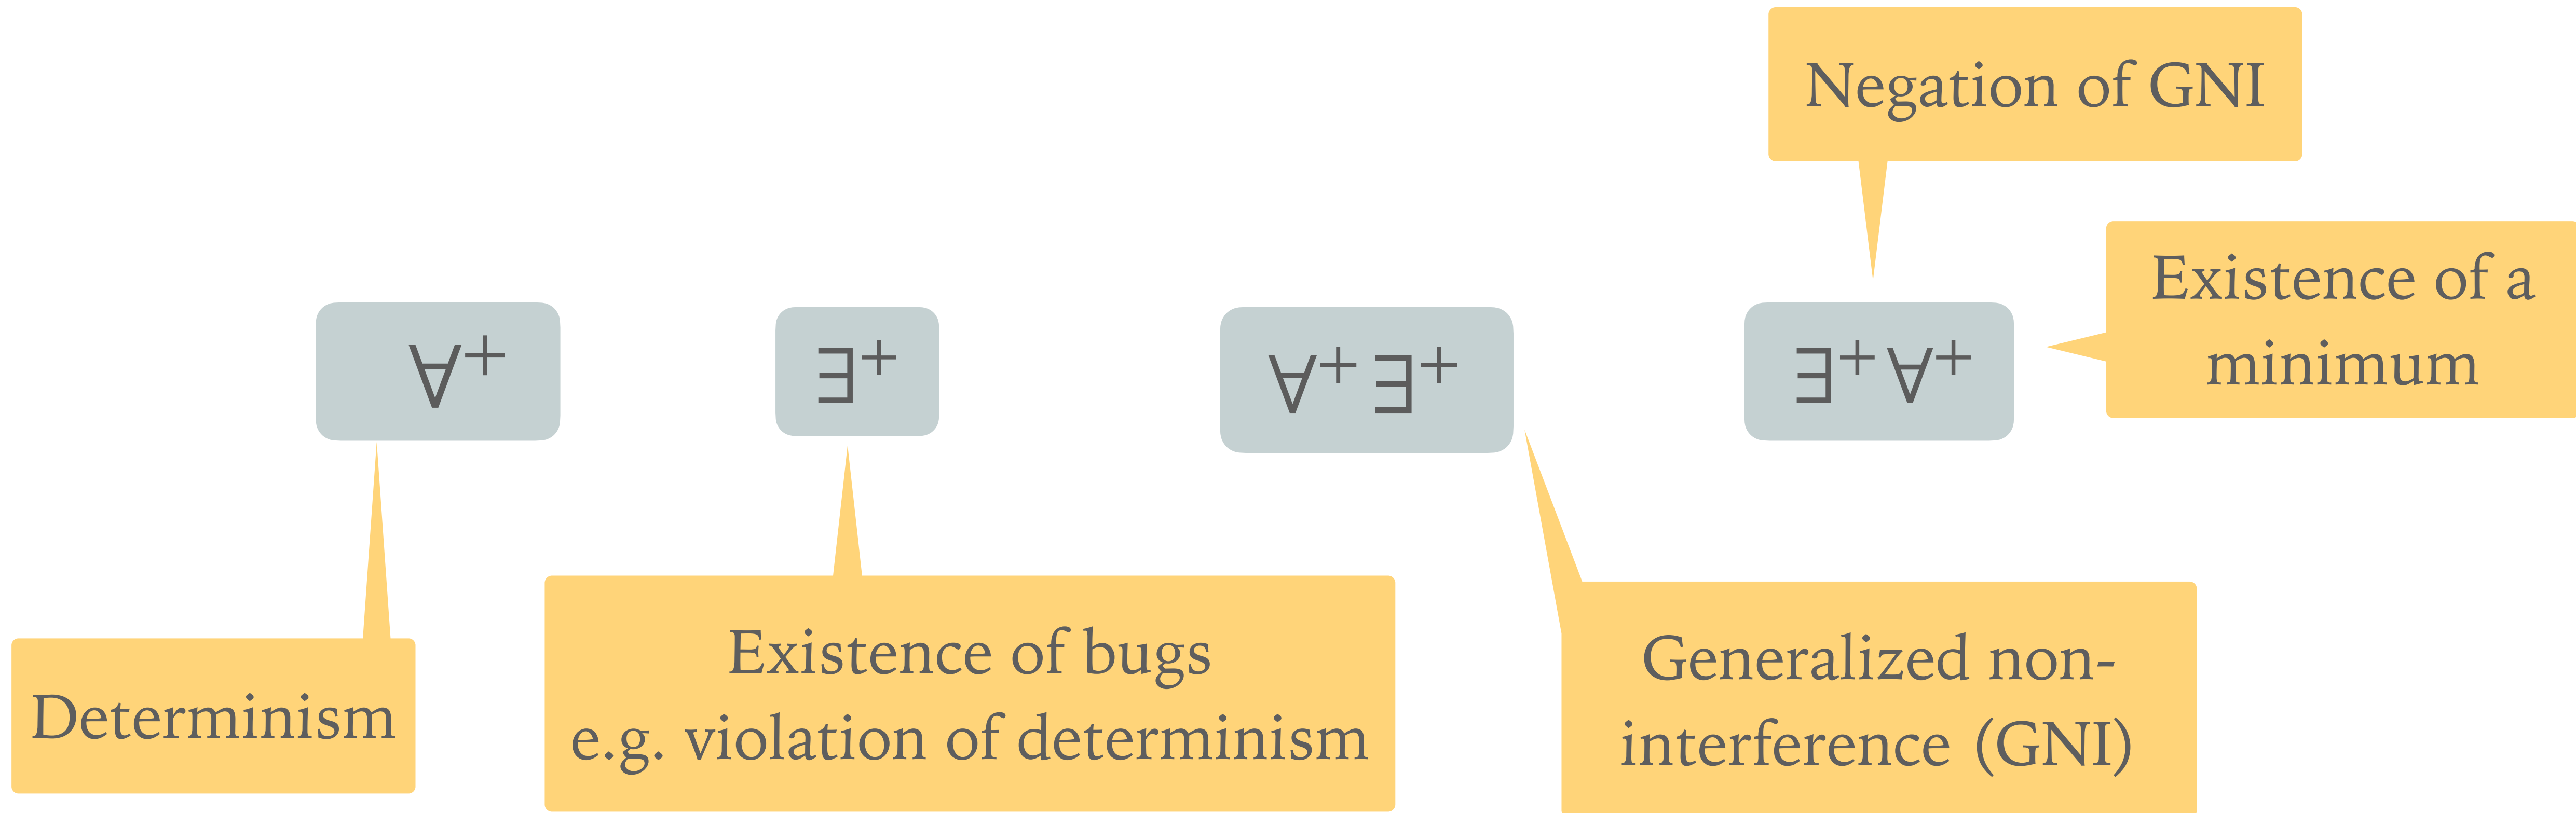 Negation of GNI
Existence of a
minimum
∀⁺
∃⁺
∀⁺ ∃⁺
∃⁺ ∀⁺
Determinism
Existence of bugs
e.g. violation of determinism
Generalized non-
interference (GNI)